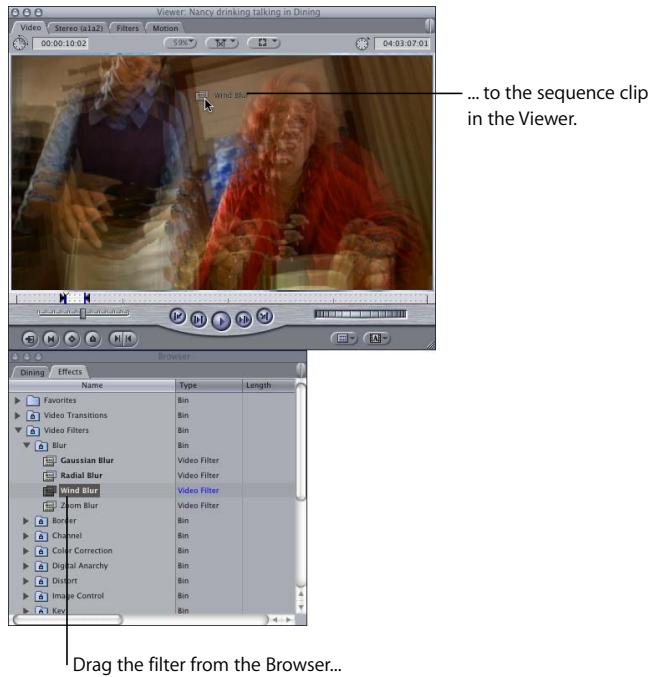 Viewer: Nancy drinking talking in Dining
Video Stereo (a1a2) Filters Motion
00:00:10:02 59% 04:03:07:01
Wind Blur
... to the sequence clip
in the Viewer.
Browser
Dining Effects
Name Type Length
Favorites Bin
Video Transitions Bin
Video Filters Bin
Blur Bin
Gaussian Blur Video Filter
Radial Blur Video Filter
Wind Blur Video Filter
Zoom Blur Video Filter
Border Bin
Channel Bin
Color Correction Bin
Digital Anarchy Bin
Distort Bin
Image Control Bin
Key Bin
Drag the filter from the Browser...